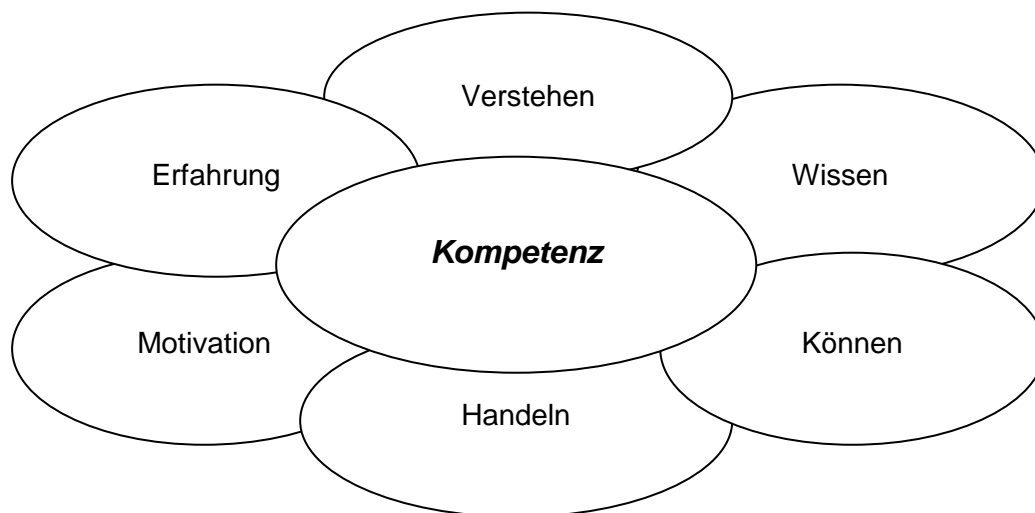 Verstehen
Erfahrung
Wissen
Kompetenz
Motivation
Können
Handeln